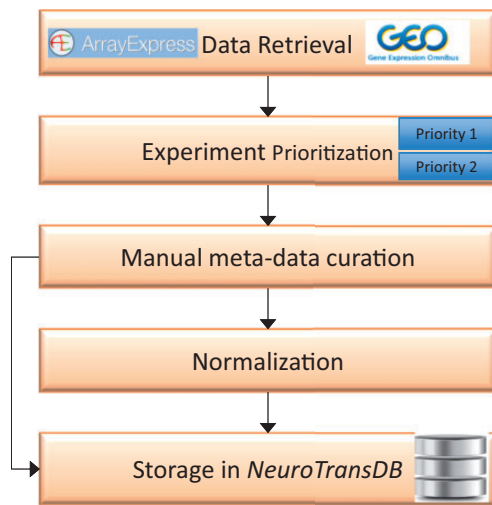 ArrayExpress Data Retrieval GEO
Gene Expression Omnibus
Experiment Prioritization
Priority 1
Priority 2
Manual meta-data curation
Normalization
Storage in NeuroTransDB